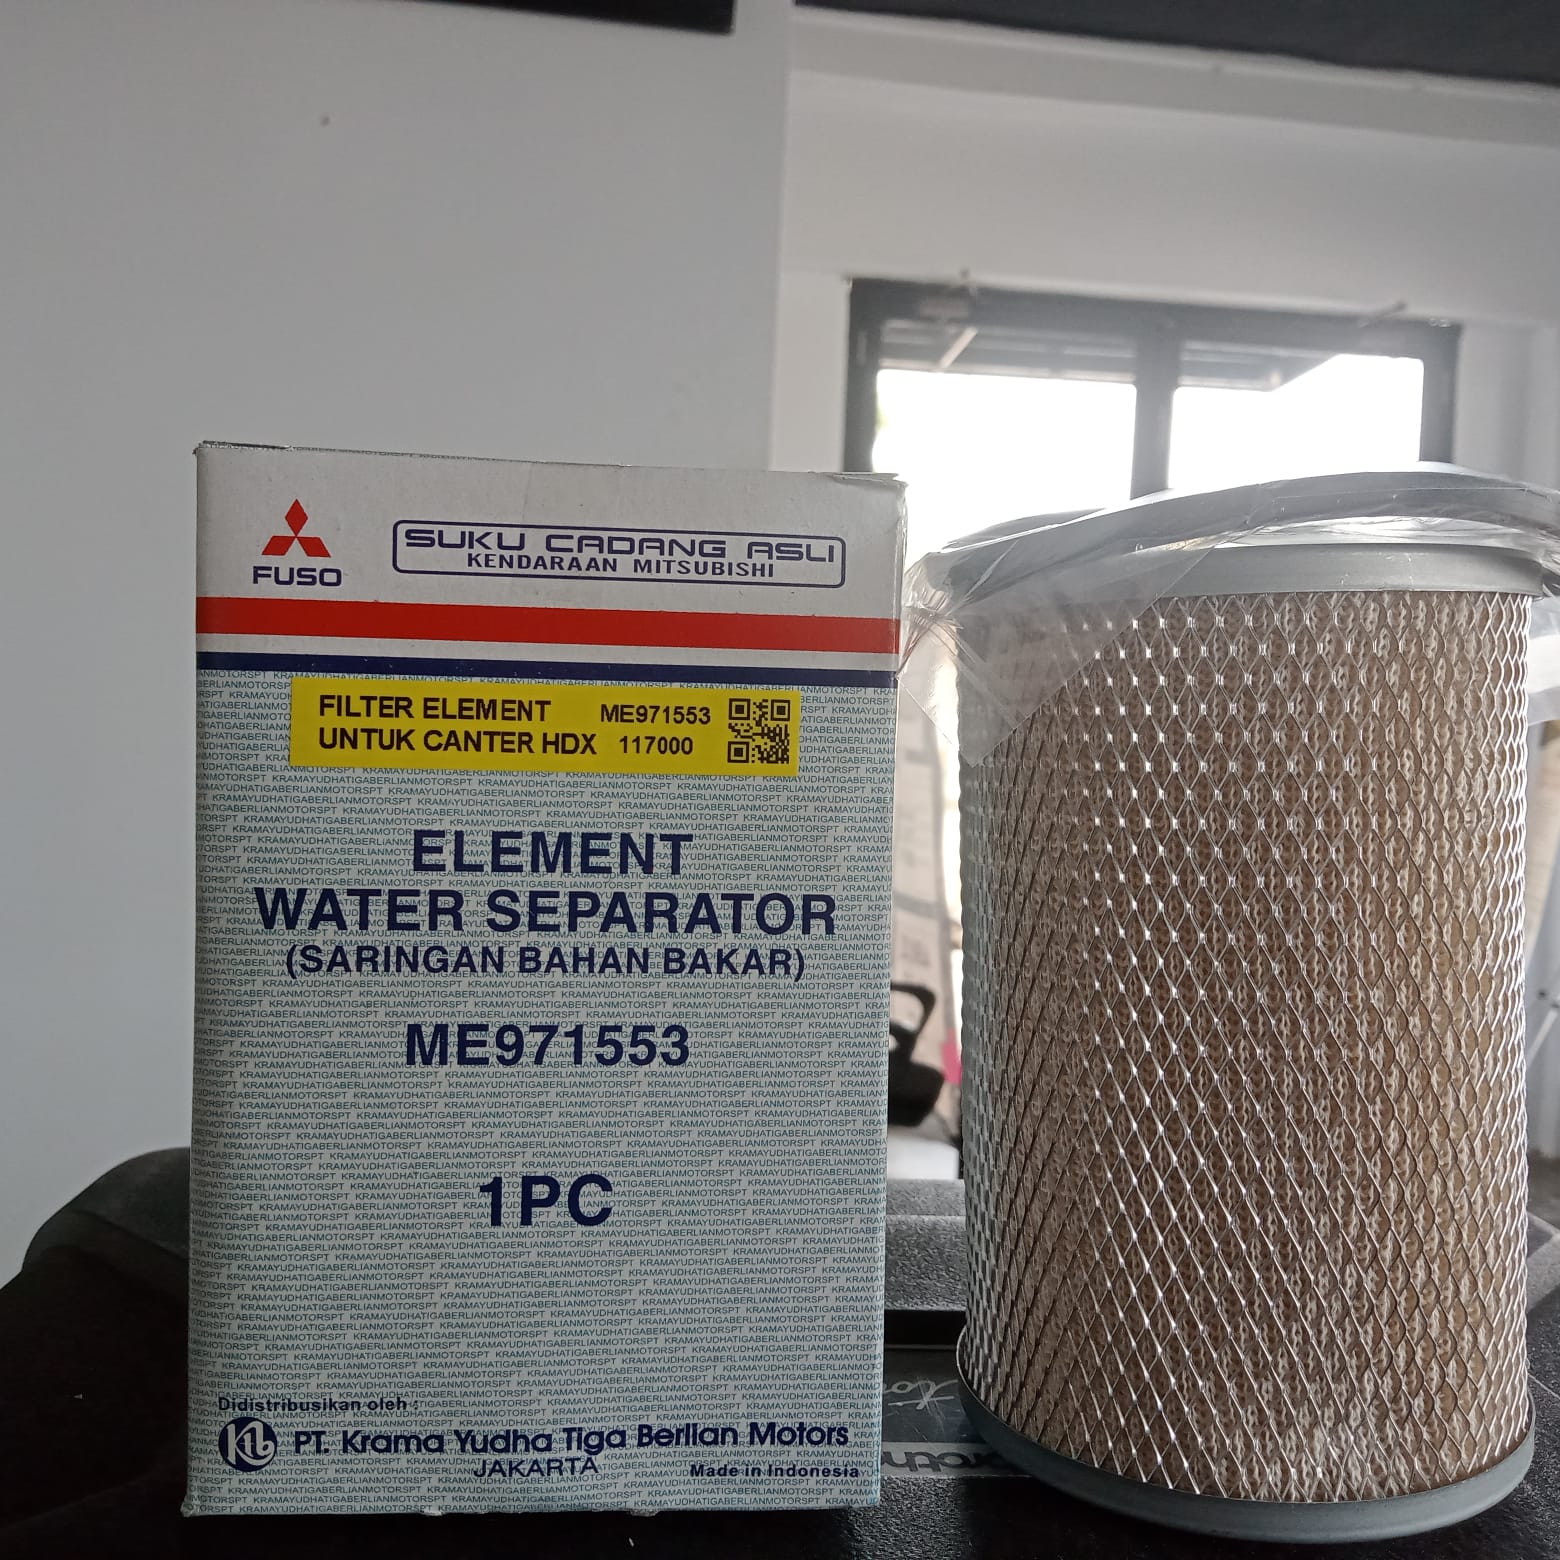 FUSO
SUKU CADANG ASLI
KENDARAAN MITSUBISHI
FILTER ELEMENT ME971553
UNTUK CANTER HDX 117000
ELEMENT
WATER SEPARATOR
(SARINGAN BAHAN BAKAR)
ME971553
1PC
Didistribusikan oleh :
ktb PT. Krama Yudha Tiga Berlian Motors
JAKARTA
Made in Indonesia